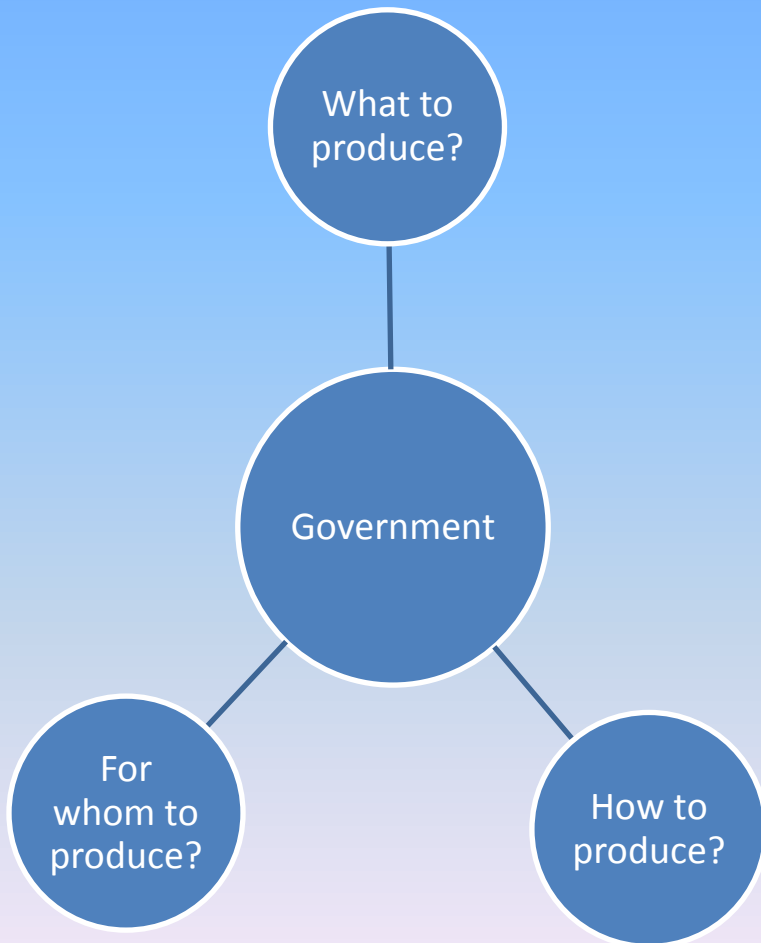 What to
produce?
Government
For
whom to
produce?
How to
produce?